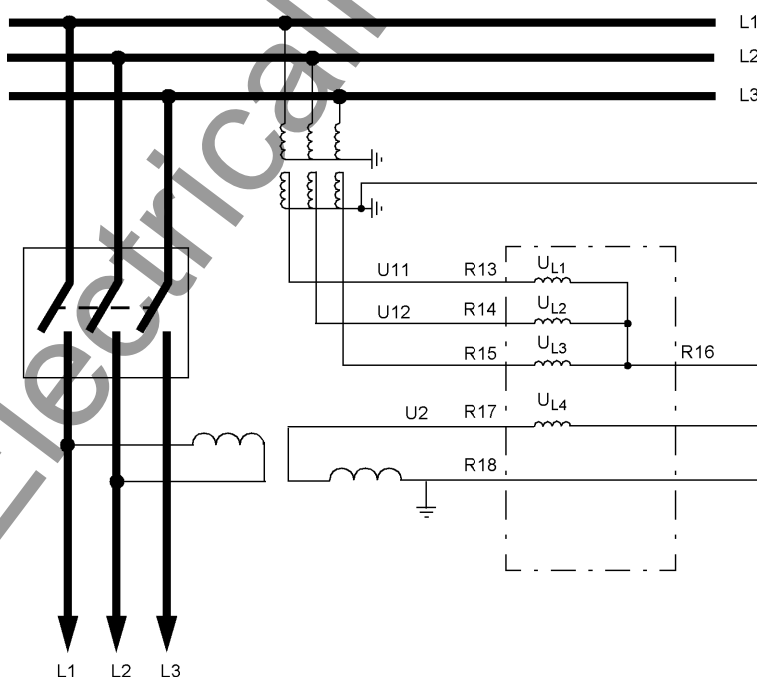 L1
L2
L3
U11
R13
UL1
U12
R14
UL2
R15
UL3
R16
U2
R17
UL4
R18
L1
L2
L3
Electrical